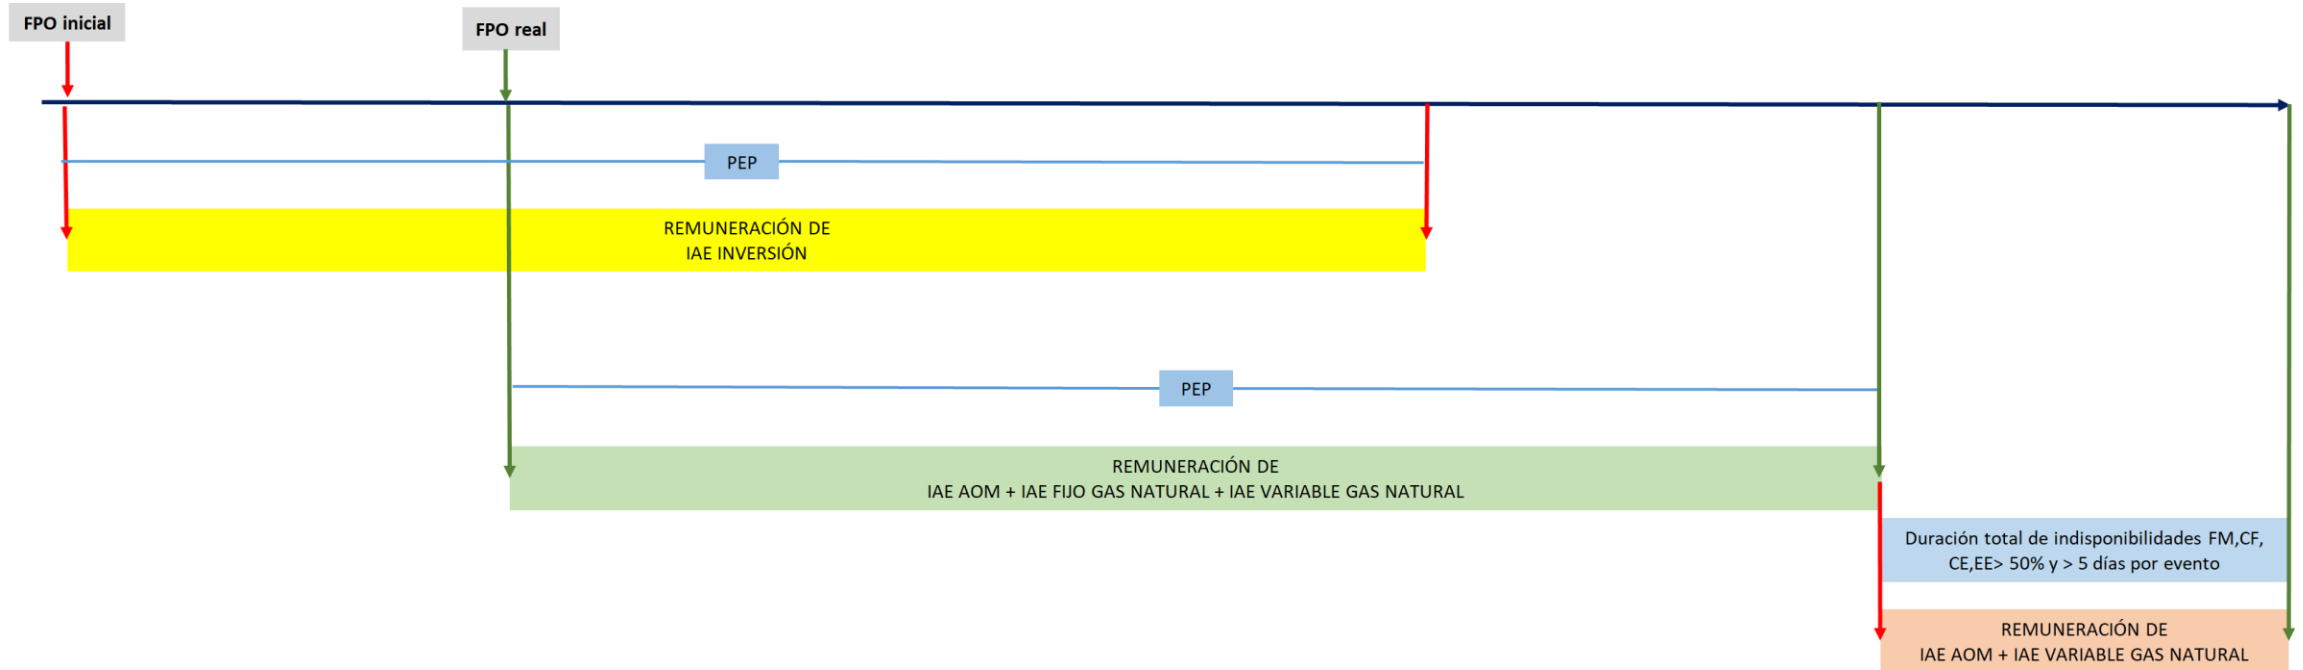 FPO inicial
FPO real
PEP
REMUNERACIÓN DE
IAE INVERSIÓN
PEP
REMUNERACIÓN DE
IAE AOM + IAE FIJO GAS NATURAL + IAE VARIABLE GAS NATURAL
Duración total de indisponibilidades FM,CF,
CE,EE> 50% y > 5 días por evento
REMUNERACIÓN DE
IAE AOM + IAE VARIABLE GAS NATURAL